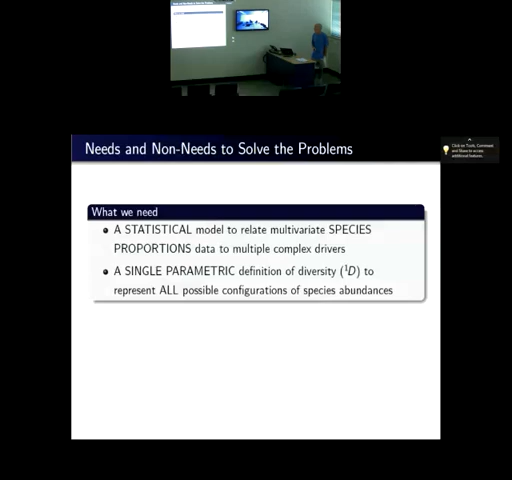 Needs and Non-Needs to Solve the Problems
Click on Tools, Comment
and Share to access
additional features.
What we need
A STATISTICAL model to relate multivariate SPECIES
PROPORTIONS data to multiple complex drivers
A SINGLE PARAMETRIC definition of diversity (¹D) to
represent ALL possible configurations of species abundances